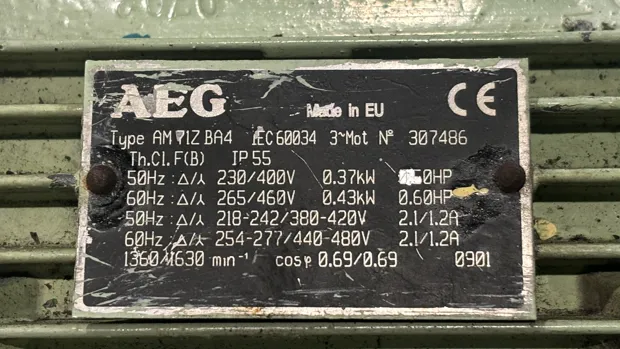 AEG Made in EU CE
Type AM 71Z BA4 IEC 60034 3~Mot Nº 307486
Th.Cl.F(B) IP 55
50Hz : Δ/⅄ 230/400V 0.37kW 0.50HP
60Hz : Δ/⅄ 265/460V 0.43kW 0.60HP
50Hz : Δ/⅄ 218-242/380-420V 2.1/1.2A
60Hz : Δ/⅄ 254-277/440-480V 2.1/1.2A
1360/1630 min⁻¹ cosφ 0.69/0.69 0901